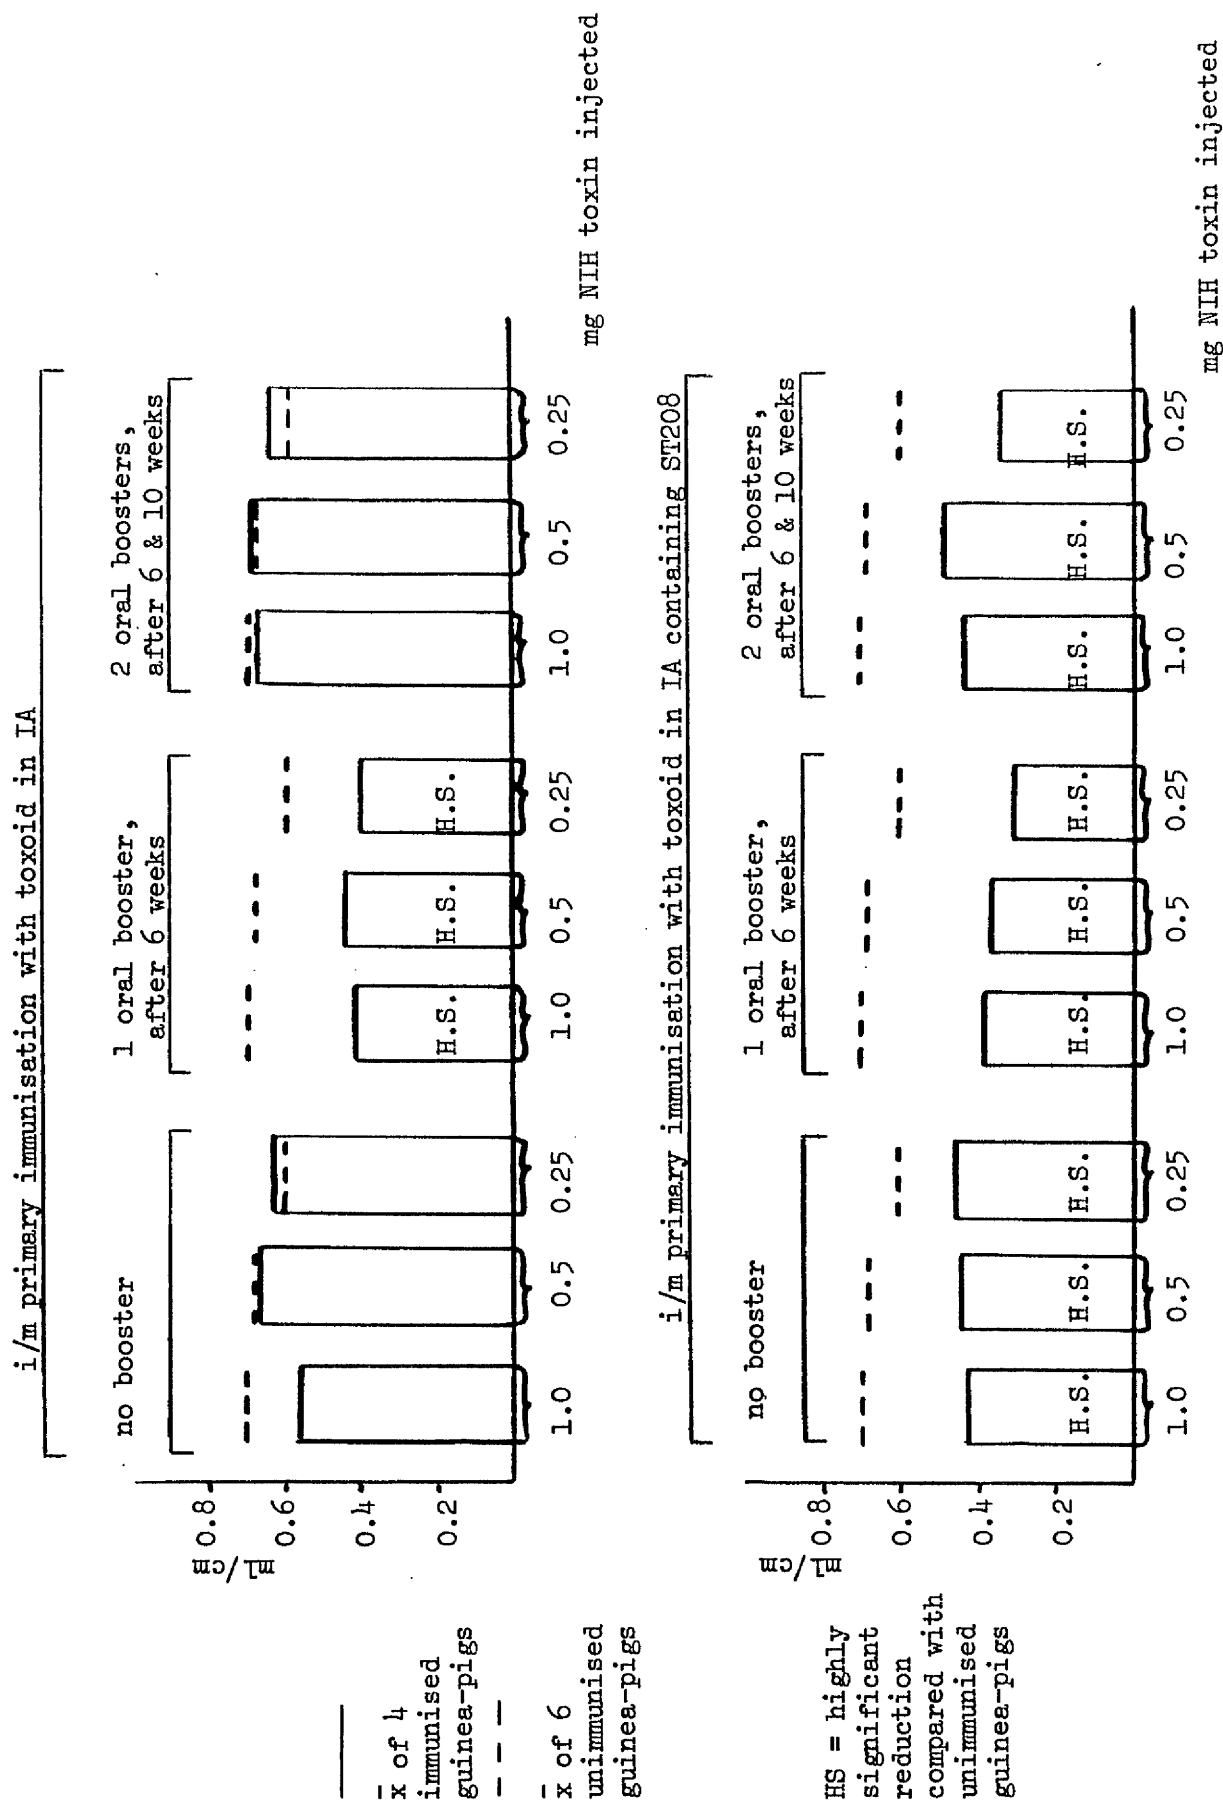 i/m primary immunisation with toxoid in IA
no booster
1 oral booster,
after 6 weeks
2 oral boosters,
after 6 & 10 weeks
ml/cm
0.8
0.6
0.4
0.2
H.S.
H.S.
H.S.
1.0
0.5
0.25
1.0
0.5
0.25
1.0
0.5
0.25
mg NIH toxin injected
x̄ of 4
immunised
guinea-pigs
x̄ of 6
unimmunised
guinea-pigs
i/m primary immunisation with toxoid in IA containing ST208
no booster
1 oral booster,
after 6 weeks
2 oral boosters,
after 6 & 10 weeks
ml/cm
0.8
0.6
0.4
0.2
H.S.
H.S.
H.S.
H.S.
H.S.
H.S.
H.S.
H.S.
H.S.
1.0
0.5
0.25
1.0
0.5
0.25
1.0
0.5
0.25
mg NIH toxin injected
HS = highly
significant
reduction
compared with
unimmunised
guinea-pigs